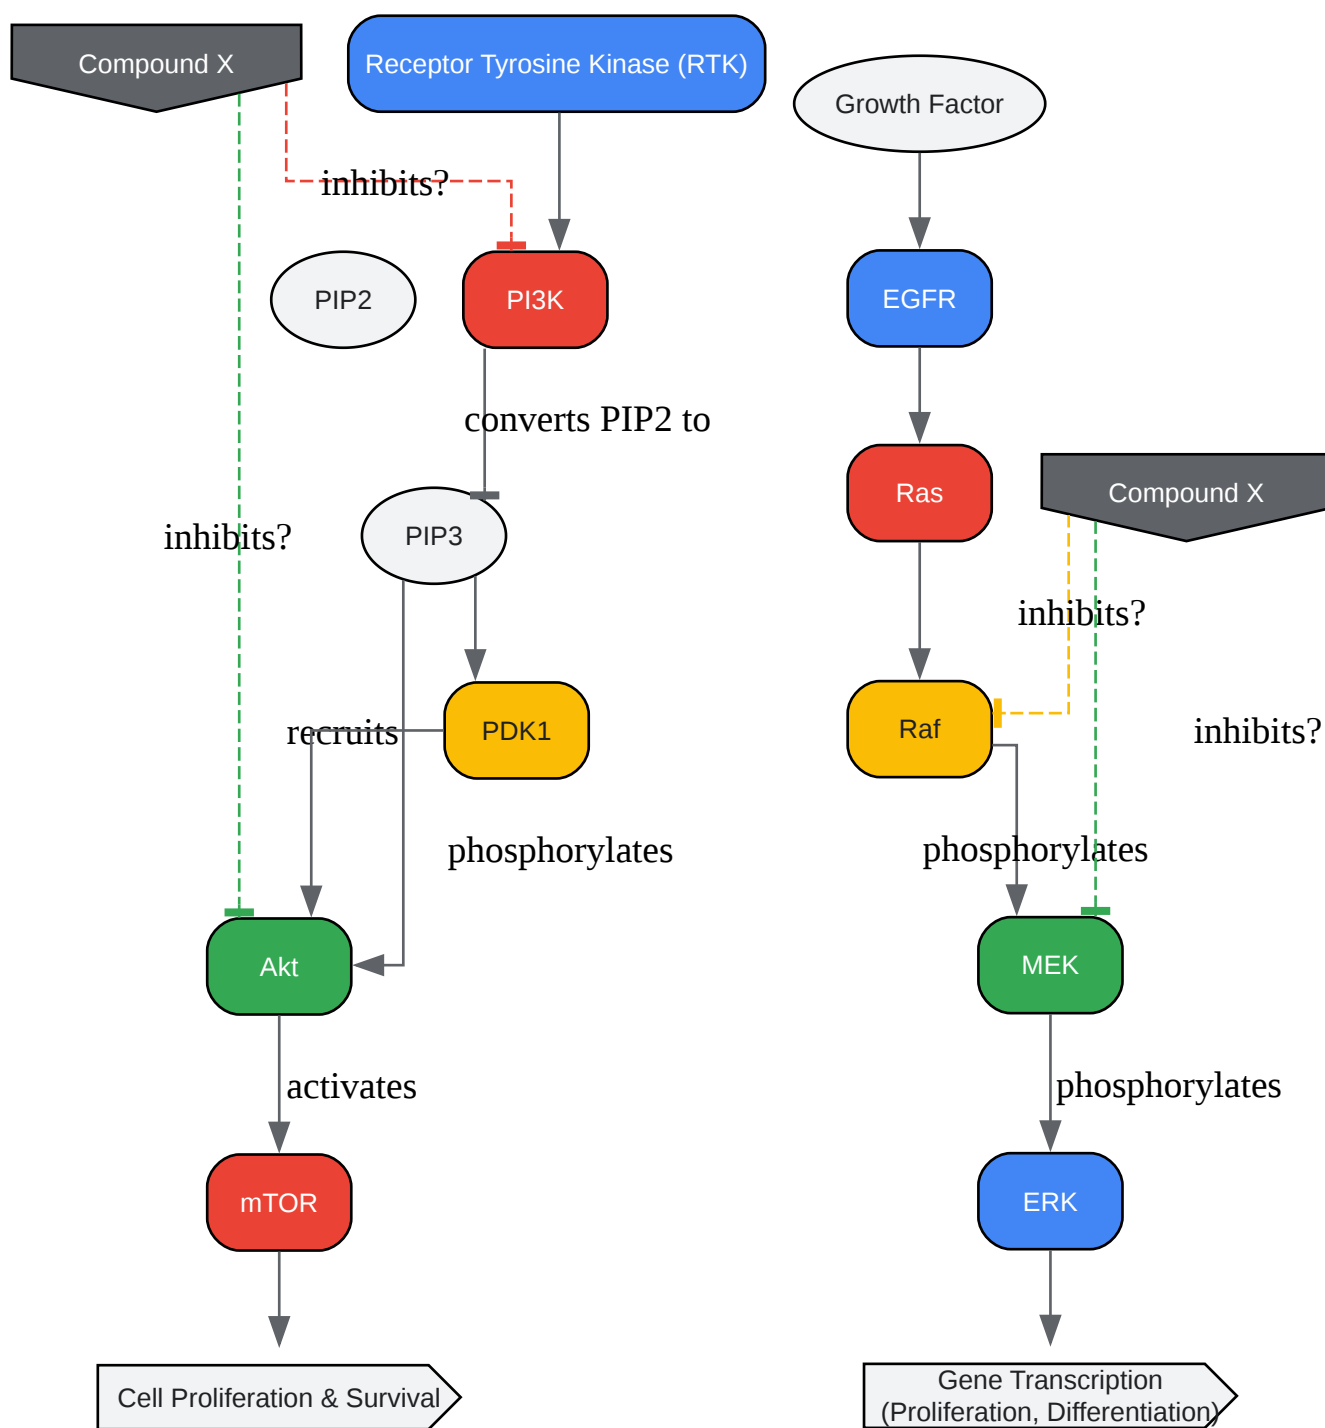 Compound X
Receptor Tyrosine Kinase (RTK)
Growth Factor
inhibits?
PIP2
PI3K
EGFR
converts PIP2 to
Ras
Compound X
inhibits?
PIP3
inhibits?
recruits
PDK1
Raf
inhibits?
phosphorylates
phosphorylates
Akt
MEK
activates
phosphorylates
mTOR
ERK
Cell Proliferation & Survival
Gene Transcription
(Proliferation, Differentiation)